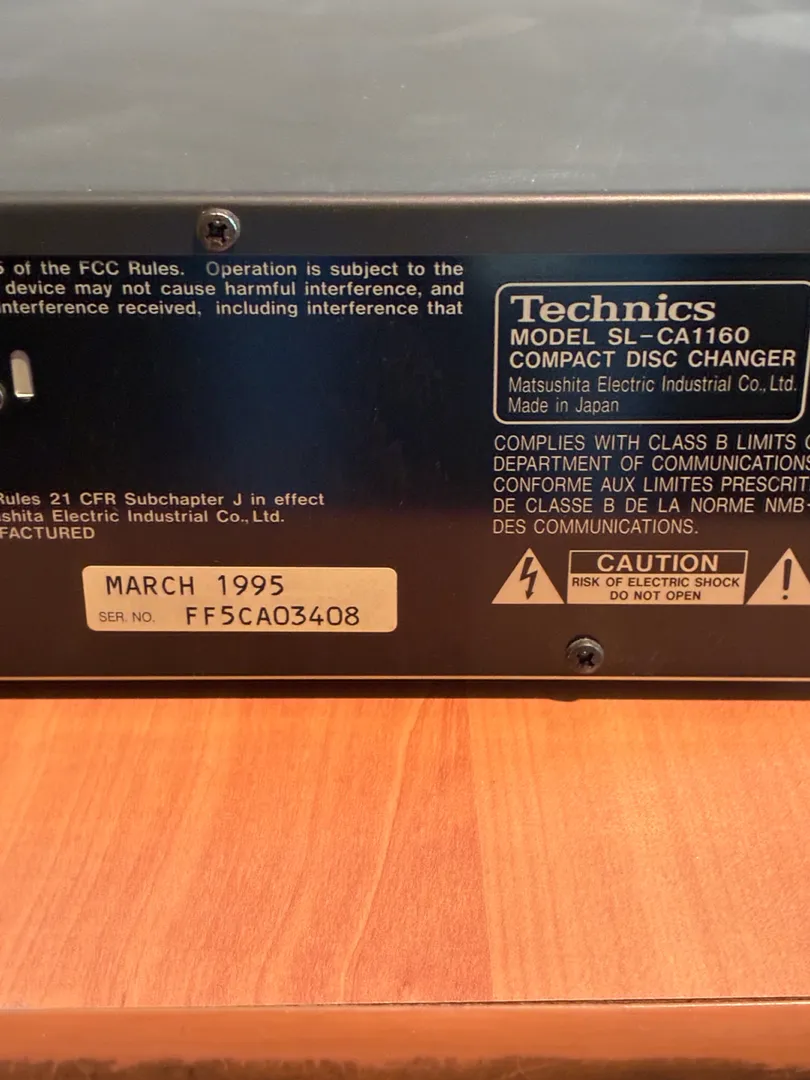 of the FCC Rules. Operation is subject to the
device may not cause harmful interference, and
interference received, including interference that
Technics
MODEL SL-CA1160
COMPACT DISC CHANGER
Matsushita Electric Industrial Co., Ltd.
Made in Japan
COMPLIES WITH CLASS B LIMITS
DEPARTMENT OF COMMUNICATIONS
CONFORME AUX LIMITES PRESCRIT
DE CLASSE B DE LA NORME NMB-
DES COMMUNICATIONS.
Rules 21 CFR Subchapter J in effect
shita Electric Industrial Co., Ltd.
FACTURED
CAUTION
RISK OF ELECTRIC SHOCK
DO NOT OPEN
MARCH 1995
SER. NO. FF5CA03408